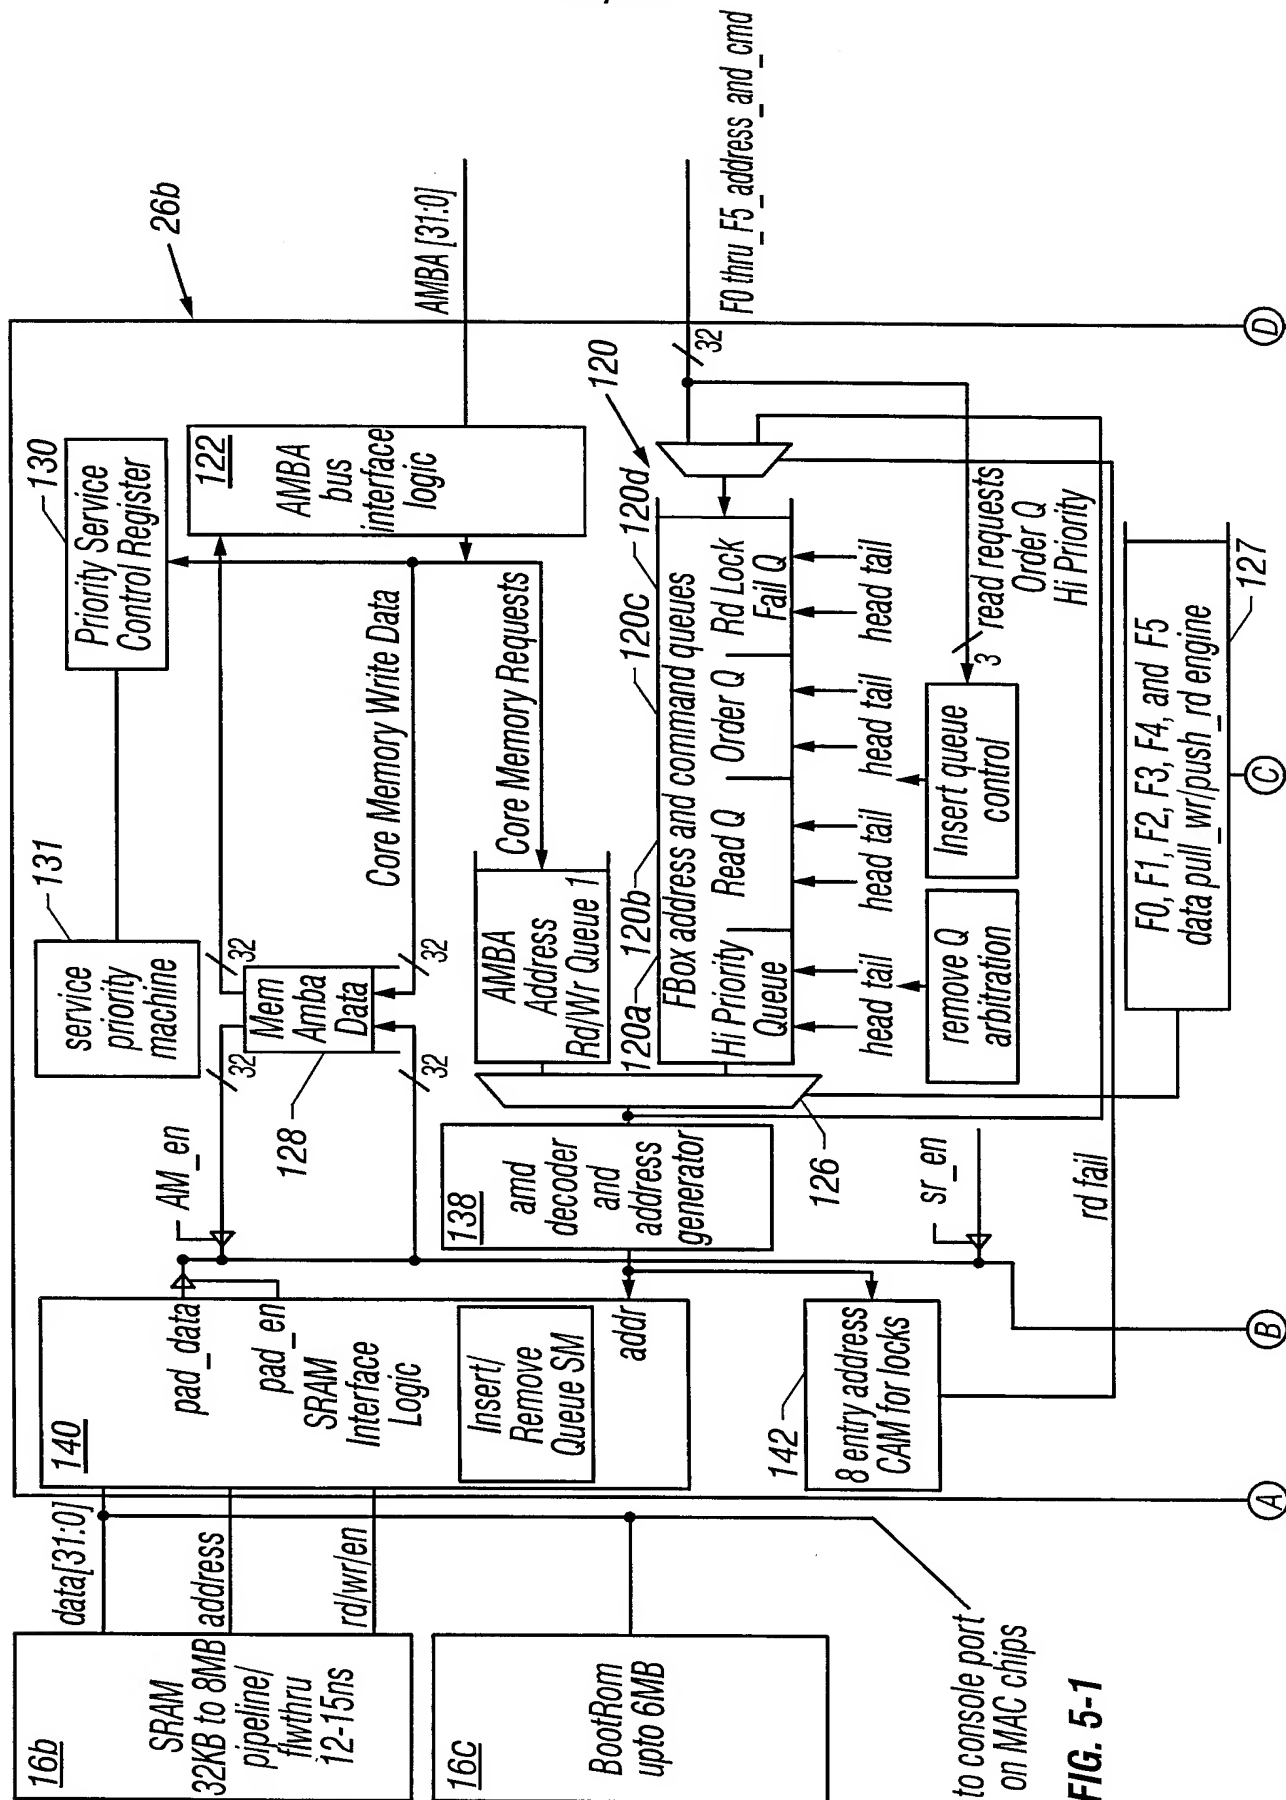 16b
SRAM
32KB to 8MB
pipeline/
flwthru
12-15ns
16c
BootRom
upto 6MB
to console port
on MAC chips
FIG. 5-1
data[31:0]
address
rd/wr/en
140
pad_data
pad_en
SRAM
Interface
Logic
Insert/
Remove
Queue SM
addr
142
8 entry address
CAM for locks
AM_en
128
138
amd
decoder
and
address
generator
126
sr_en
rd fail
131
service
priority
machine
32
32
Mem
Amba
Data
32
32
130
Priority Service
Control Register
Core Memory Write Data
Core Memory Requests
AMBA
Address
Rd/Wr Queue 1
122
AMBA
bus
interface
logic
26b
AMBA [31:0]
120a
120b
120c
120d
120
FBox address and command queues
Hi Priority
Queue
Read Q
Order Q
Rd Lock
Fail Q
head tail
head tail
head tail
head tail
remove Q
arbitration
Insert queue
control
3
read requests
Order Q
Hi Priority
32
F0 thru_F5_address_and_cmd
F0, F1, F2, F3, F4, and F5
data pull_wr/push_rd engine
127
A
B
C
D